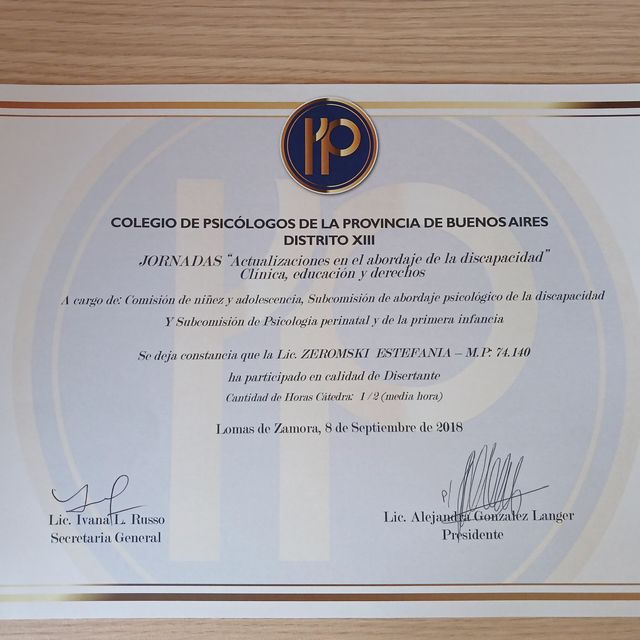 COLEGIO DE PSICÓLOGOS DE LA PROVINCIA DE BUENOS AIRES
DISTRITO XIII
JORNADAS "Actualizaciones en el abordaje de la discapacidad"
Clínica, educación y derechos
A cargo de: Comisión de niñez y adolescencia, Subcomisión de abordaje psicológico de la discapacidad
Y Subcomisión de Psicología perinatal y de la primera infancia
Se deja constancia que la Lic. ZEROMSKI ESTEFANIA – M.P: 74.140
ha participado en calidad de Disertante
Cantidad de Horas Cátedra: 1/2 (media hora)
Lomas de Zamora, 8 de Septiembre de 2018
Lic. Ivana L. Russo
Secretaria General
p/
Lic. Alejandra Gonzalez Langer
Presidente